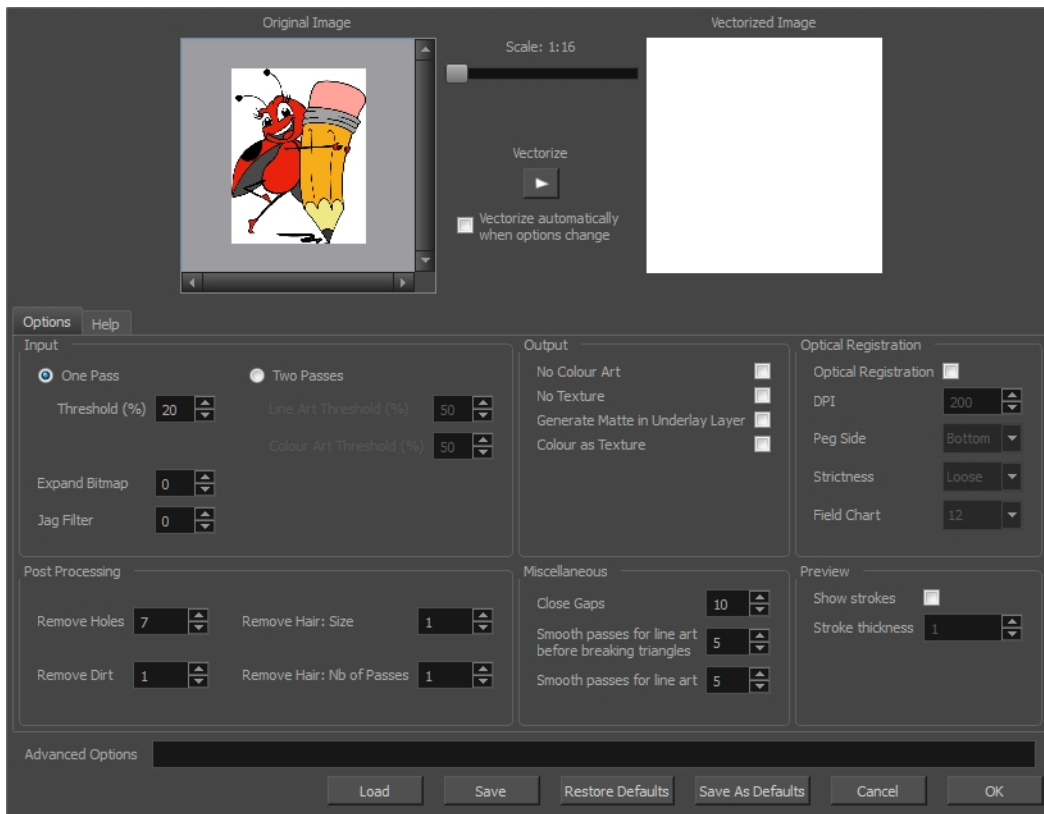 Original Image
Vectorized Image
Scale: 1:16
Vectorize
Vectorize automatically
when options change
Options
Help
Input
One Pass
Two Passes
Threshold (%) 20
Line Art Threshold (%) 50
Colour Art Threshold (%) 50
Expand Bitmap 0
Jag Filter 0
Output
No Colour Art
No Texture
Generate Matte in Underlay Layer
Colour as Texture
Optical Registration
Optical Registration
DPI 200
Peg Side Bottom
Strictness Loose
Field Chart 12
Post Processing
Remove Holes 7
Remove Hair: Size 1
Remove Dirt 1
Remove Hair: Nb of Passes 1
Miscellaneous
Close Gaps 10
Smooth passes for line art
before breaking triangles 5
Smooth passes for line art 5
Preview
Show strokes
Stroke thickness 1
Advanced Options
Load
Save
Restore Defaults
Save As Defaults
Cancel
OK